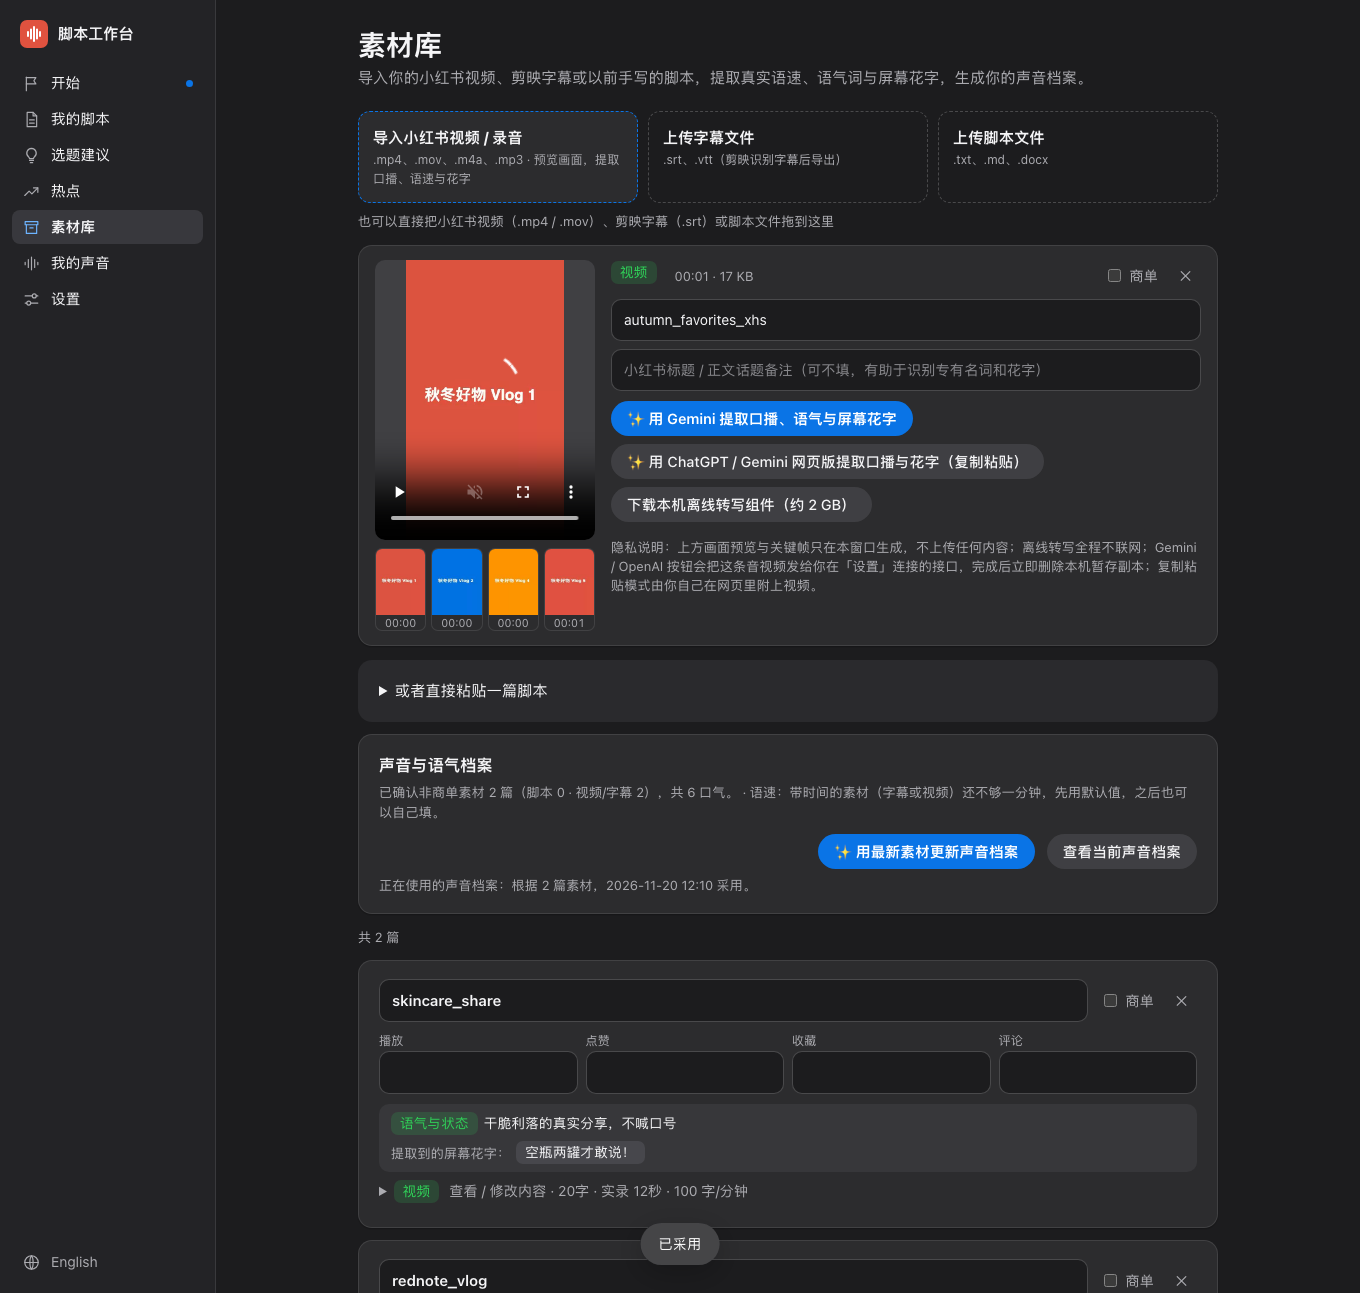 脚本工作台
开始
我的脚本
选题建议
热点
素材库
我的声音
设置
English
素材库
导入你的小红书视频、剪映字幕或以前手写的脚本，提取真实语速、语气词与屏幕花字，生成你的声音档案。
导入小红书视频 / 录音
.mp4、.mov、.m4a、.mp3 · 预览画面，提取
口播、语速与花字
上传字幕文件
.srt、.vtt（剪映识别字幕后导出）
上传脚本文件
.txt、.md、.docx
也可以直接把小红书视频（.mp4 / .mov）、剪映字幕（.srt）或脚本文件拖到这里
秋冬好物 Vlog 1
秋冬好物 Vlog 1
秋冬好物 Vlog 2
00:00
00:00
00:00
00:01
视频
00:01 · 17 KB
商单
autumn_favorites_xhs
小红书标题 / 正文话题备注（可不填，有助于识别专有名词和花字）
✨ 用 Gemini 提取口播、语气与屏幕花字
✨ 用 ChatGPT / Gemini 网页版提取口播与花字（复制粘贴）
下载本机离线转写组件（约 2 GB）
隐私说明：上方画面预览与关键帧只在本窗口生成，不上传任何内容；离线转写全程不联网；Gemini
/ OpenAI 按钮会把这条音视频发给你在「设置」连接的接口，完成后立即删除本机暂存副本；复制粘
贴模式由你自己在网页里附上视频。
或者直接粘贴一篇脚本
声音与语气档案
已确认非商单素材 2 篇（脚本 0 · 视频/字幕 2），共 6 口气。 · 语速：带时间的素材（字幕或视频）还不够一分钟，先用默认值，之后也可
以自己填。
✨ 用最新素材更新声音档案
查看当前声音档案
正在使用的声音档案：根据 2 篇素材，2026-11-20 12:10 采用。
共 2 篇
skincare_share
商单
播放
点赞
收藏
评论
语气与状态 干脆利落的真实分享，不喊口号
提取到的屏幕花字： 空瓶两罐才敢说！
视频 查看 / 修改内容 · 20字 · 实录 12秒 · 100 字/分钟
已采用
rednote_vlog
商单